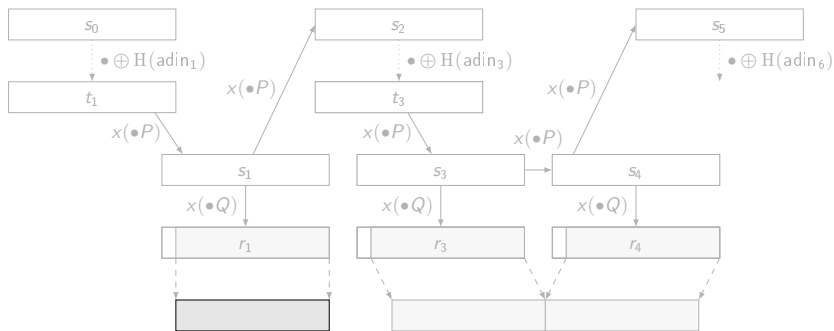 s₀ s₂ s₅
• ⊕ H(adin₁) • ⊕ H(adin₃) • ⊕ H(adin₆)
x(•P) x(•P)
t₁ t₃
x(•P) x(•P) x(•P)
s₁ s₃ s₄
x(•Q) x(•Q) x(•Q)
r₁ r₃ r₄